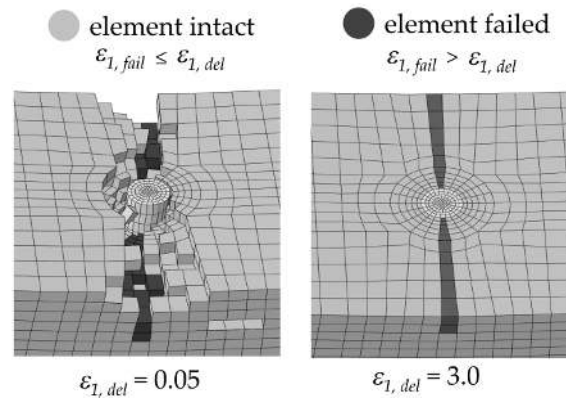 element intact
ε1, fail ≤ ε1, del
element failed
ε1, fail > ε1, del
ε1, del = 0.05
ε1, del = 3.0